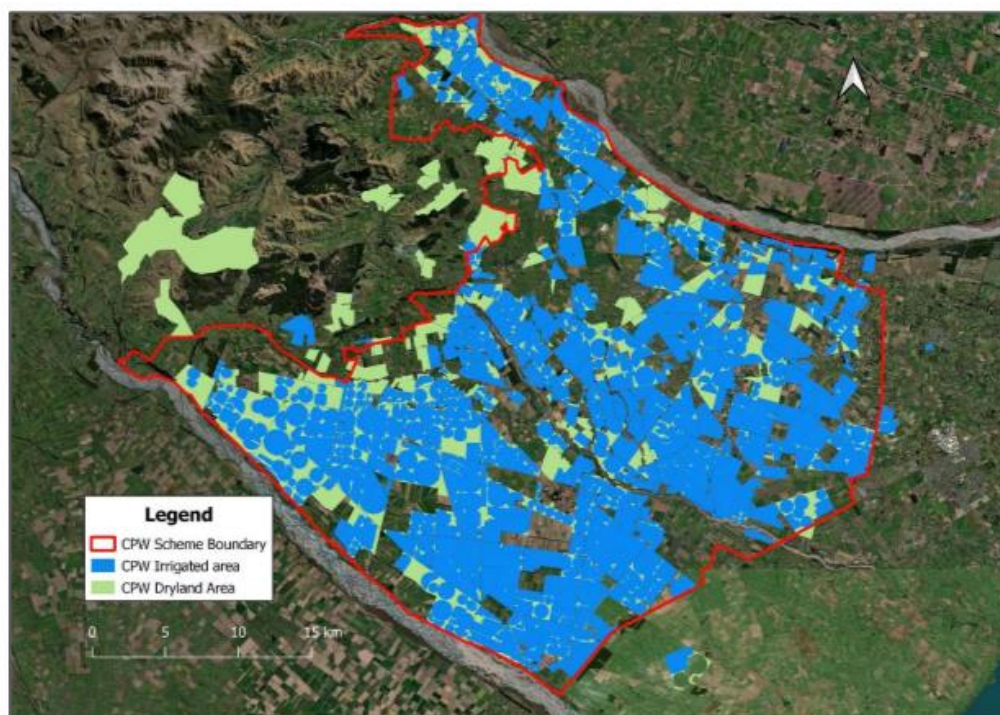 Legend
CPW Scheme Boundary
CPW Irrigated area
CPW Dryland Area
0 5 10 15 km